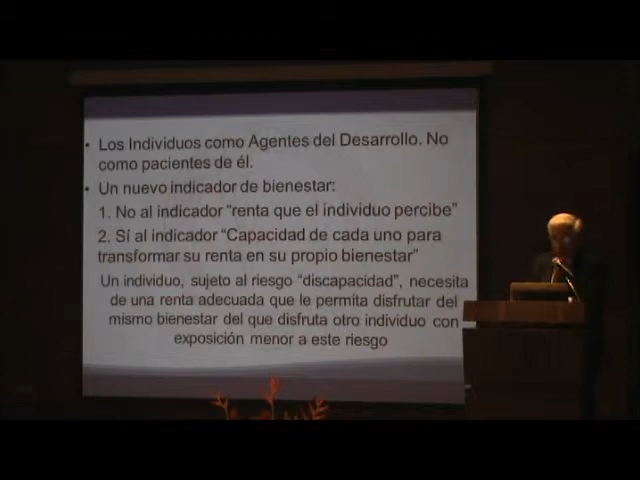 • Los Individuos como Agentes del Desarrollo. No
como pacientes de él.
• Un nuevo indicador de bienestar:
1. No al indicador “renta que el individuo percibe”
2. Sí al indicador “Capacidad de cada uno para
transformar su renta en su propio bienestar”
Un individuo, sujeto al riesgo “discapacidad”, necesita
de una renta adecuada que le permita disfrutar del
mismo bienestar del que disfruta otro individuo con
exposición menor a este riesgo